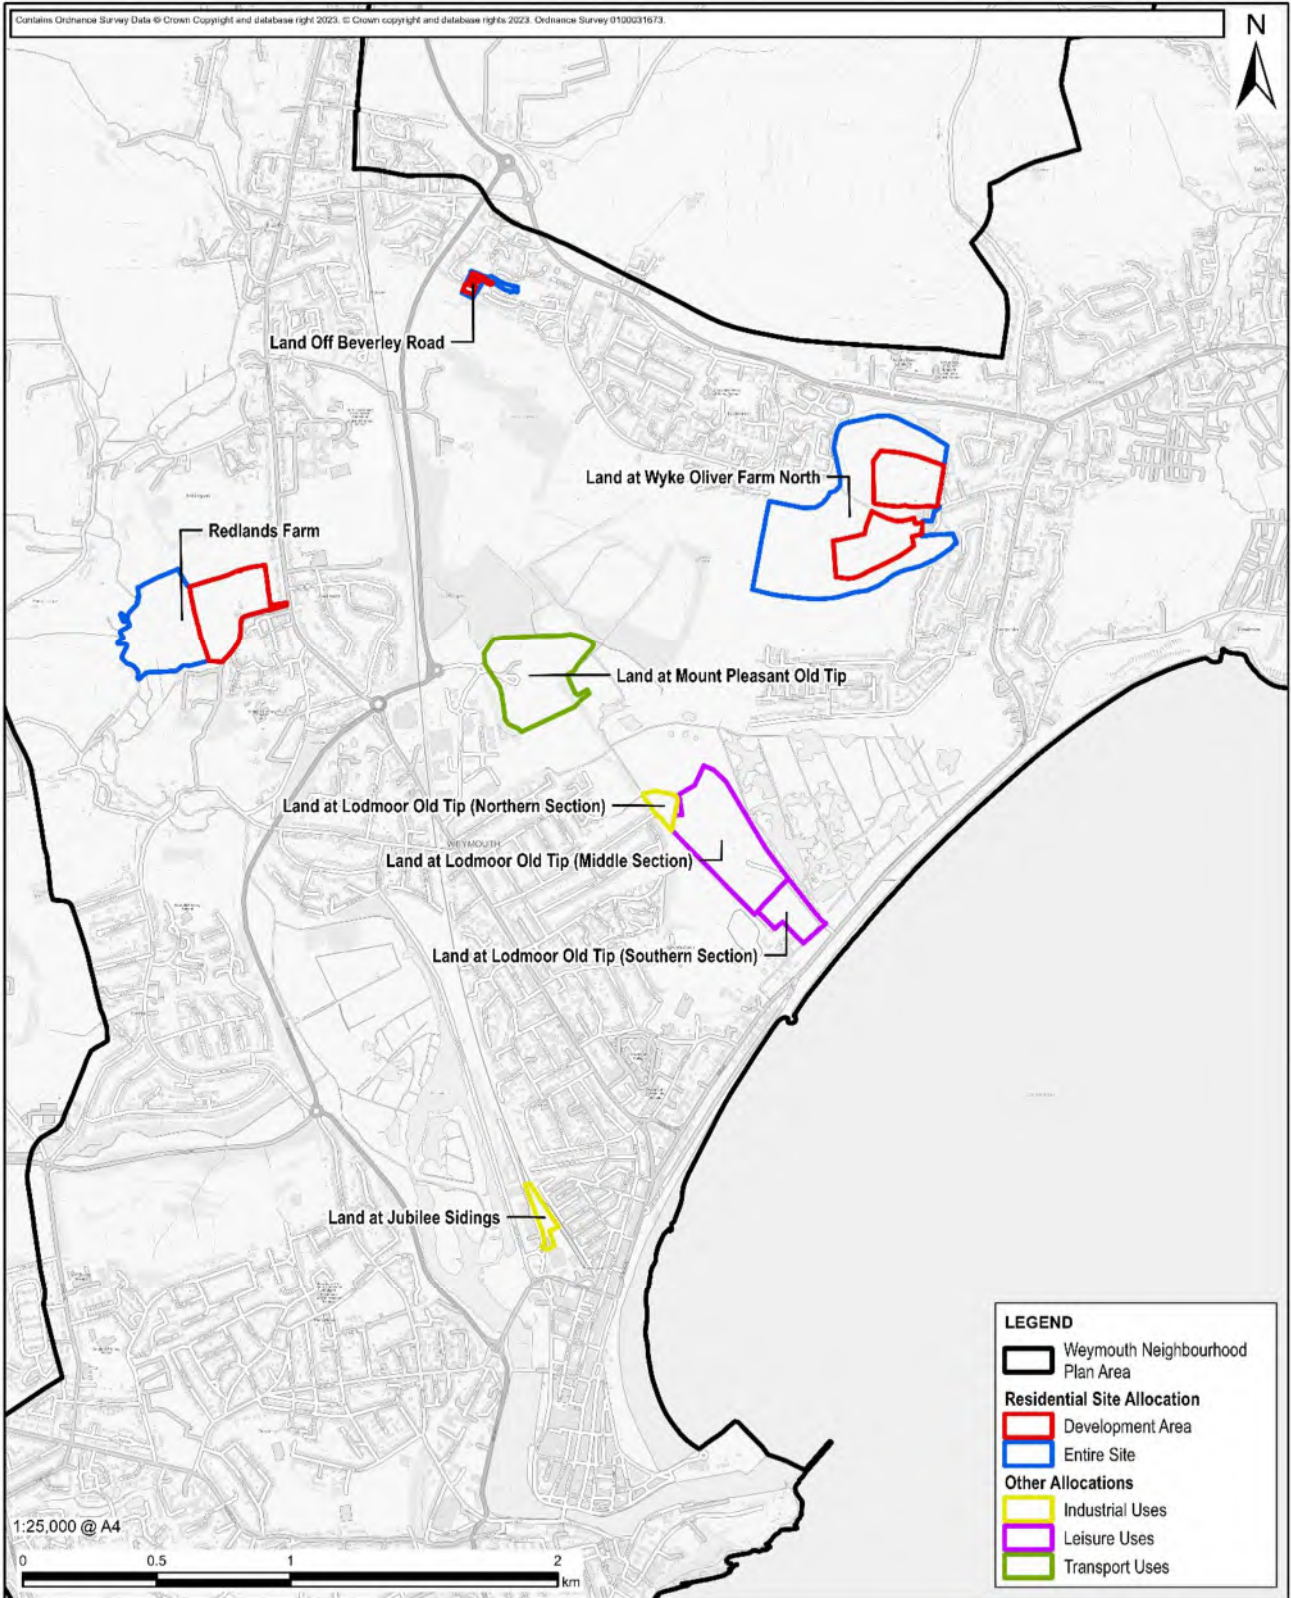 Contains Ordnance Survey Data © Crown Copyright and database right 2023. © Crown copyright and database rights 2023. Ordnance Survey 0100031673.
N
Land Off Beverley Road
Land at Wyke Oliver Farm North
Redlands Farm
Land at Mount Pleasant Old Tip
Land at Lodmoor Old Tip (Northern Section)
WEYMOUTH
Land at Lodmoor Old Tip (Middle Section)
Land at Lodmoor Old Tip (Southern Section)
Land at Jubilee Sidings
LEGEND
Weymouth Neighbourhood
Plan Area
Residential Site Allocation
Development Area
Entire Site
Other Allocations
Industrial Uses
Leisure Uses
Transport Uses
1:25,000 @ A4
0 0.5 1 2
km